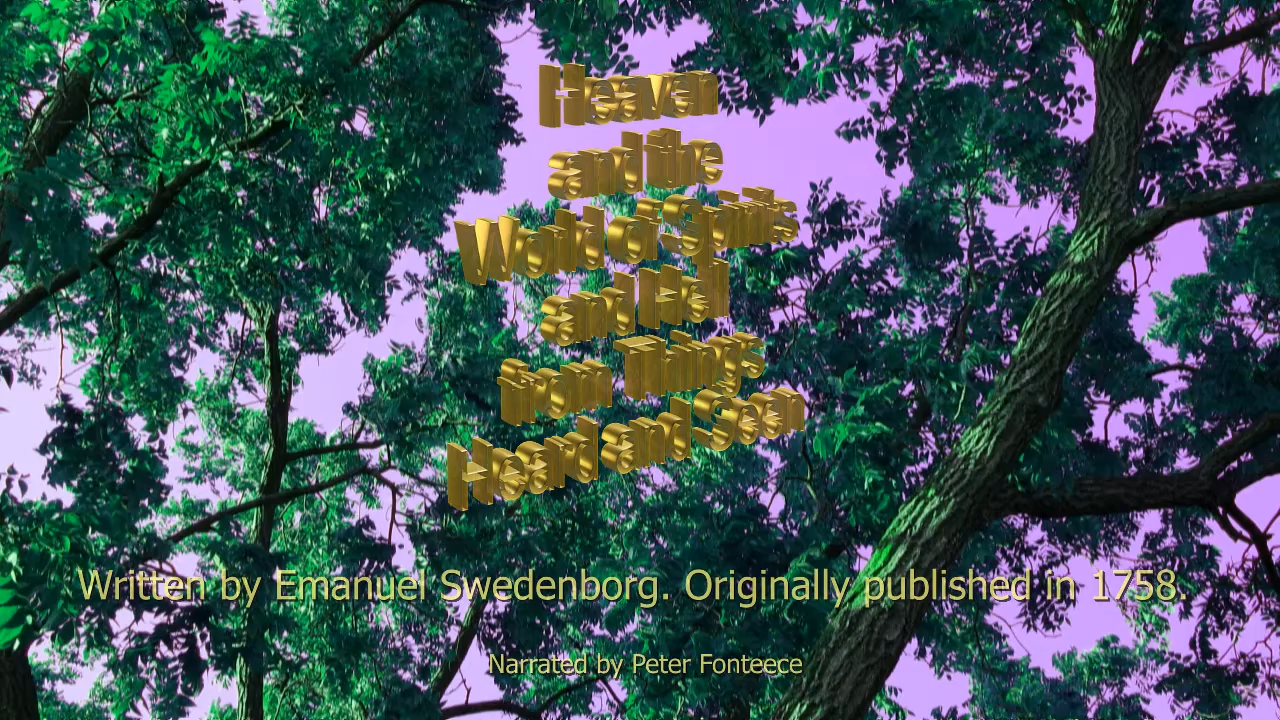 Heaven
and the
World of Spirits
and Hell
from Things
Heard and Seen
Written by Emanuel Swedenborg. Originally published in 1758.
Narrated by Peter Fonteece